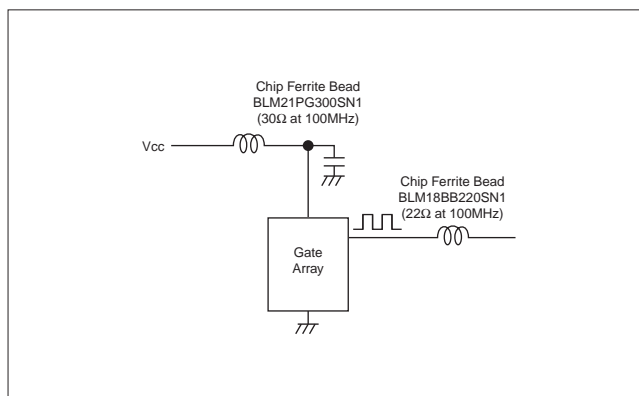 Chip Ferrite Bead
BLM21PG300SN1
(30Ω at 100MHz)
Vcc
Chip Ferrite Bead
BLM18BB220SN1
(22Ω at 100MHz)
Gate
Array